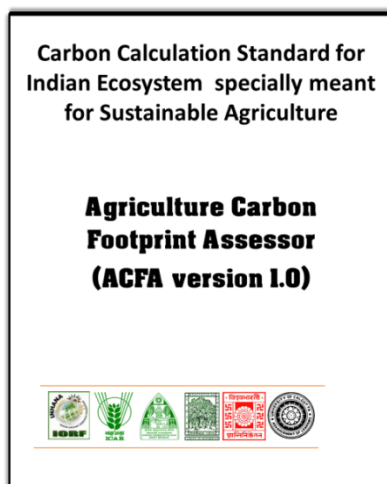 Carbon Calculation Standard for
Indian Ecosystem specially meant
for Sustainable Agriculture
Agriculture Carbon
Footprint Assessor
(ACFA version 1.0)
INHANA
IORF
ICAR